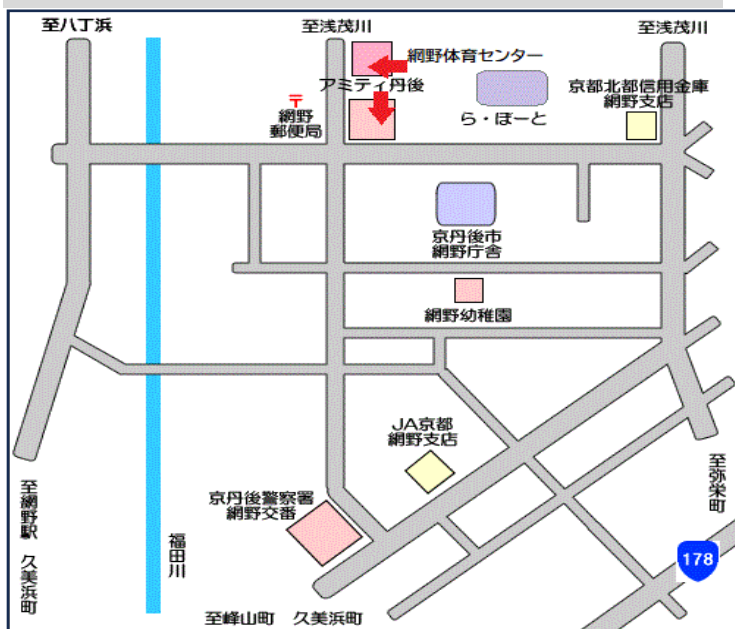 至八丁浜
至浅茂川
至浅茂川
網野体育センター
アミティ丹後
京都北都信用金庫
網野支店
〒
網野
郵便局
ら・ぽーと
京丹後市
網野庁舎
網野幼稚園
JA京都
網野支店
京丹後警察署
網野交番
至弥栄町
至網野駅 久美浜町
福田川
178
至峰山町 久美浜町